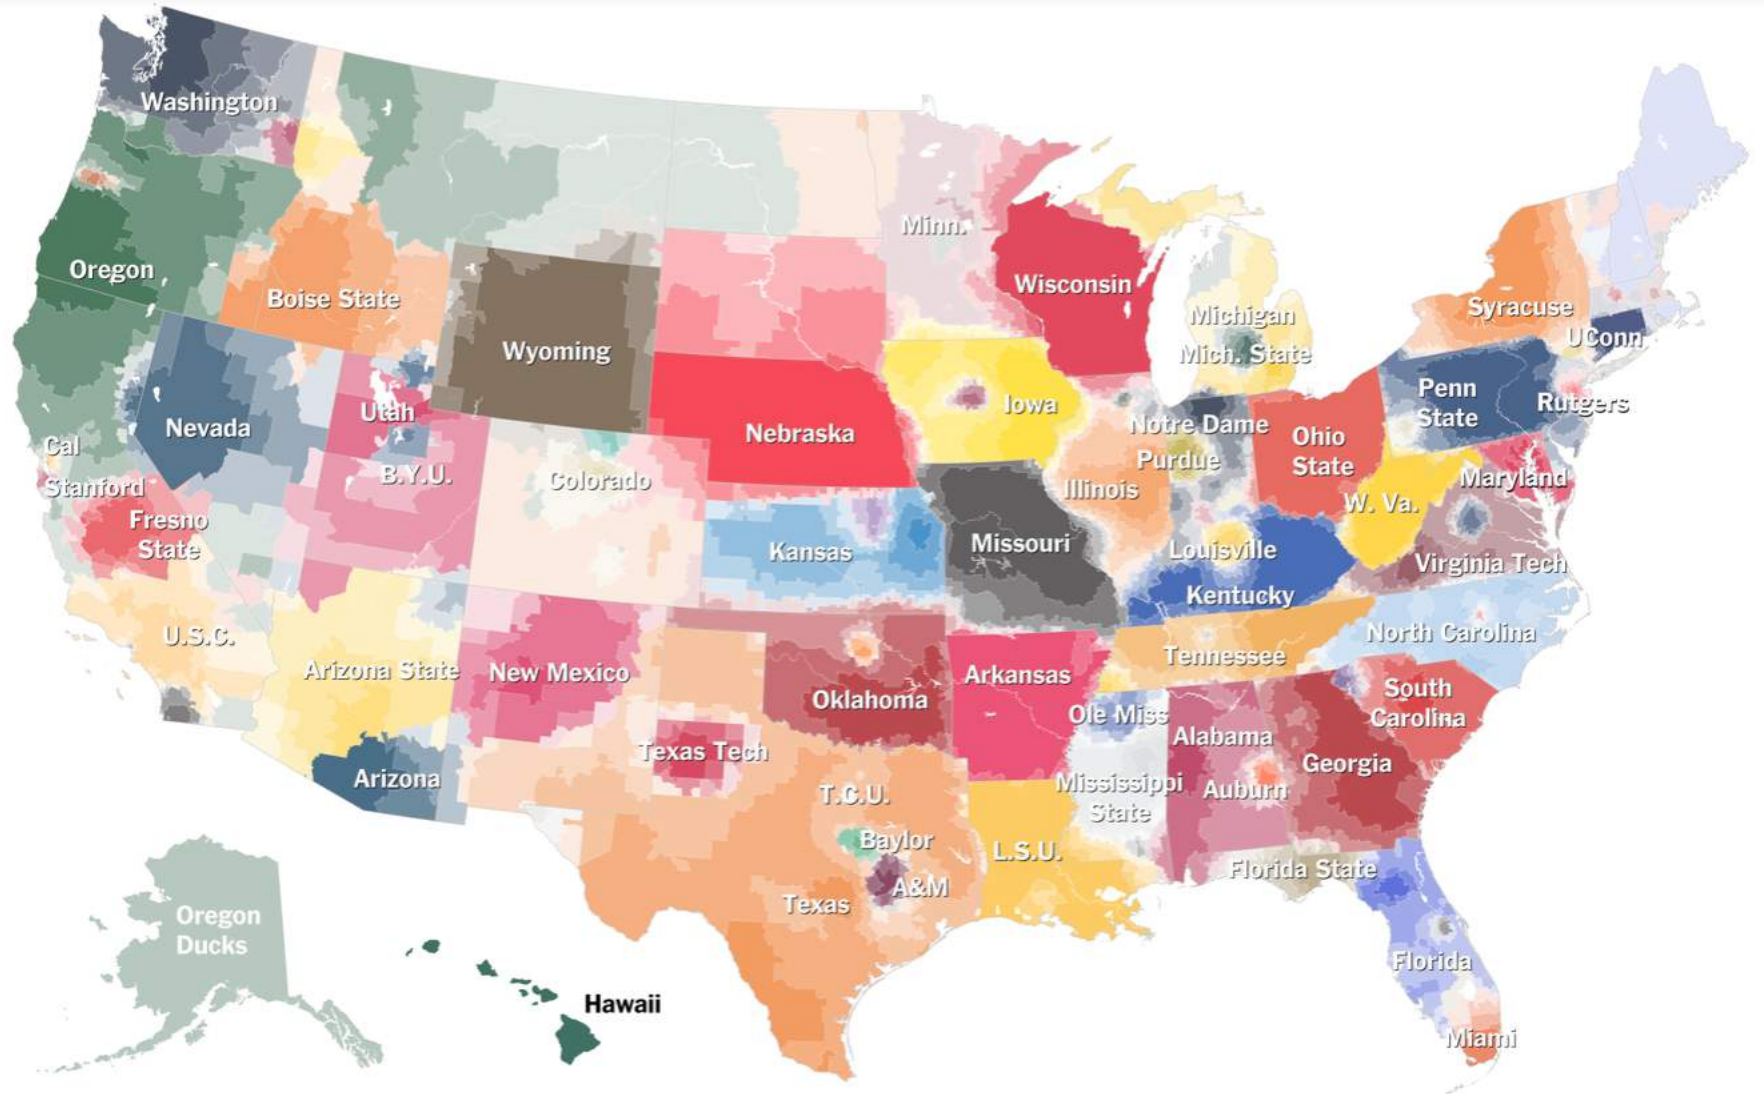 Washington
Oregon
Boise State
Wyoming
Minn.
Wisconsin
Michigan
Mich. State
Syracuse
UConn
Nevada
Utah
B.Y.U.
Nebraska
Iowa
Notre Dame
Purdue
Illinois
Ohio
State
Penn
State
Rutgers
Cal
Stanford
Fresno
State
Colorado
Kansas
Missouri
Louisville
Kentucky
W. Va.
Maryland
Virginia Tech
U.S.C.
Arizona State
New Mexico
Oklahoma
Arkansas
Tennessee
North Carolina
South
Carolina
Arizona
Texas Tech
T.C.U.
Baylor
A&M
Texas
L.S.U.
Ole Miss
Mississippi
State
Alabama
Auburn
Georgia
Florida State
Florida
Miami
Oregon
Ducks
Hawaii